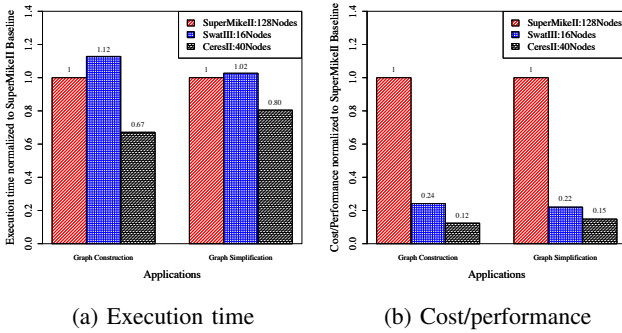 Execution time normalized to SuperMikeII Baseline
0.0 0.2 0.4 0.6 0.8 1.0 1.2 1.4
SuperMikeII:128Nodes
SwatIII:16Nodes
CeresII:40Nodes
1
1.12
0.67
1
1.02
0.80
Graph Construction
Graph Simplification
Applications
(a) Execution time
Cost/Performance normalized to SuperMikeII Baseline
0.0 0.2 0.4 0.6 0.8 1.0 1.2 1.4
SuperMikeII:128Nodes
SwatIII:16Nodes
CeresII:40Nodes
1
0.24
0.12
1
0.22
0.15
Graph Construction
Graph Simplification
Applications
(b) Cost/performance